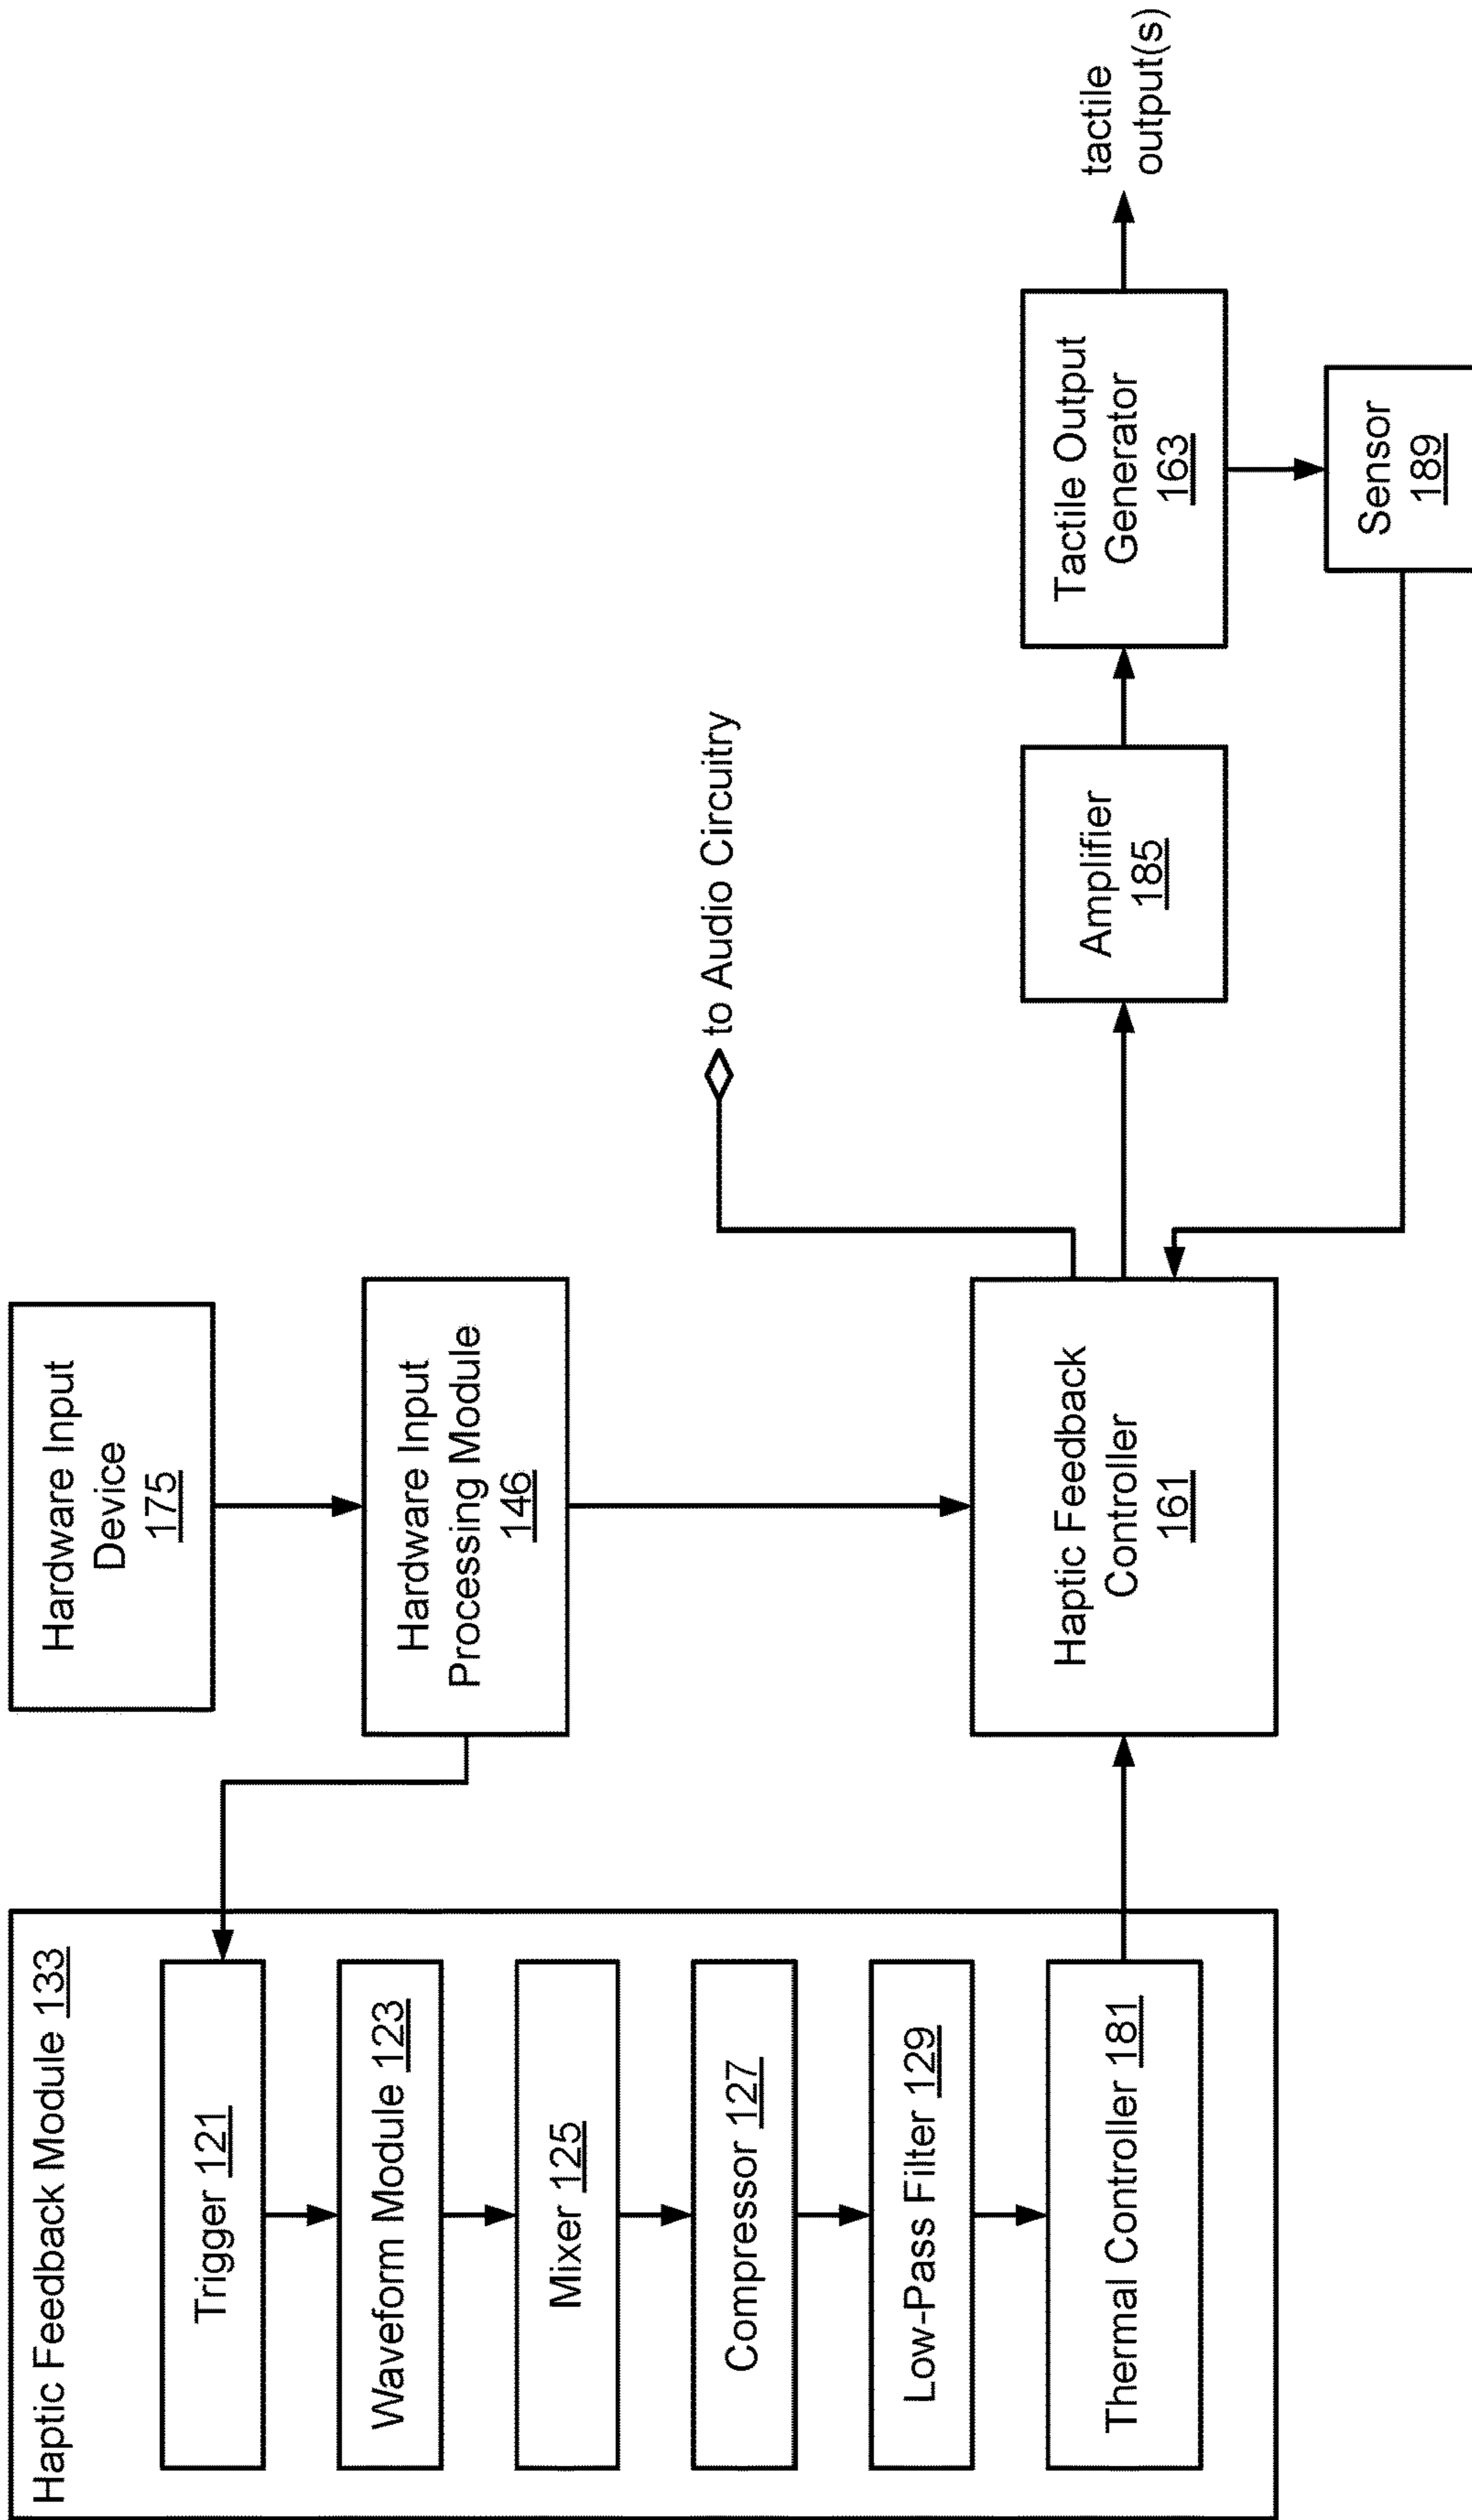 Haptic Feedback Module 133
Trigger 121
Waveform Module 123
Mixer 125
Compressor 127
Low-Pass Filter 129
Thermal Controller 181
Hardware Input
Device
175
Hardware Input
Processing Module
146
Haptic Feedback
Controller
161
to Audio Circuitry
Amplifier
185
Tactile Output
Generator
163
Sensor
189
tactile
output(s)